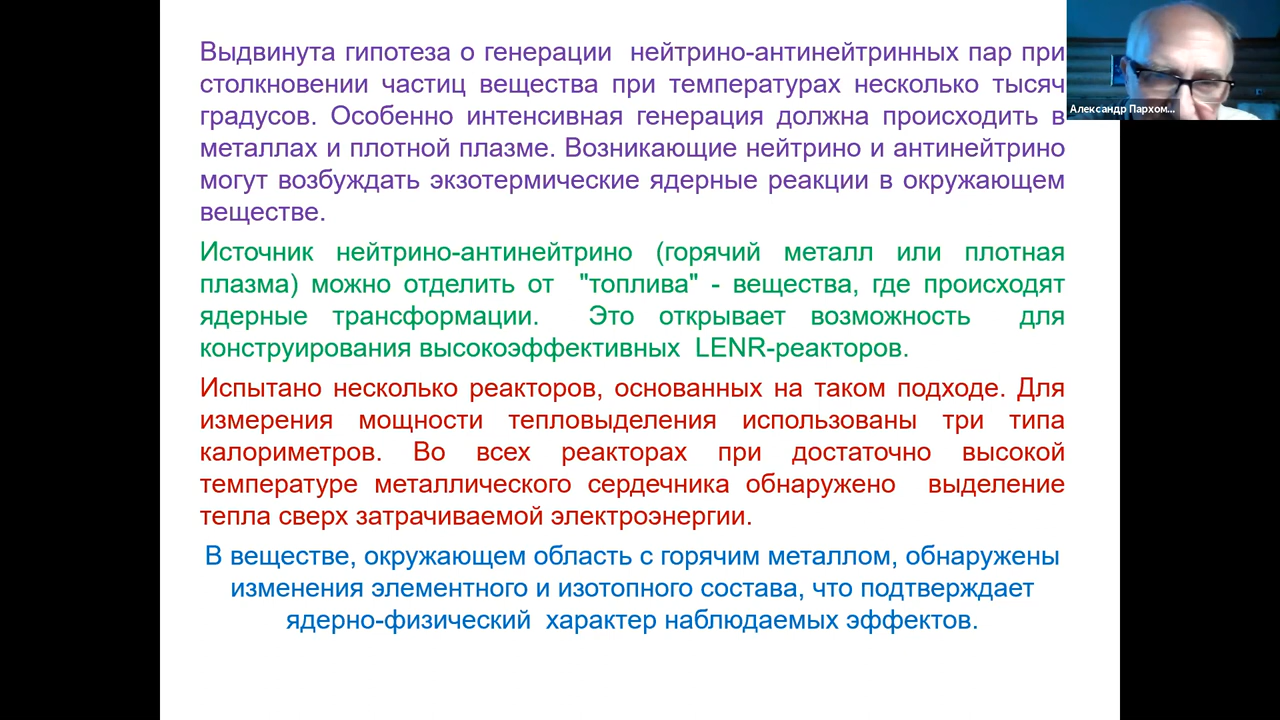 Выдвинута гипотеза о генерации нейтрино-антинейтринных пар при
столкновении частиц вещества при температурах несколько тысяч
градусов. Особенно интенсивная генерация должна происходить в
металлах и плотной плазме. Возникающие нейтрино и антинейтрино
могут возбуждать экзотермические ядерные реакции в окружающем
веществе.
Источник нейтрино-антинейтрино (горячий металл или плотная
плазма) можно отделить от "топлива" - вещества, где происходят
ядерные трансформации. Это открывает возможность для
конструирования высокоэффективных LENR-реакторов.
Испытано несколько реакторов, основанных на таком подходе. Для
измерения мощности тепловыделения использованы три типа
калориметров. Во всех реакторах при достаточно высокой
температуре металлического сердечника обнаружено выделение
тепла сверх затрачиваемой электроэнергии.
В веществе, окружающем область с горячим металлом, обнаружены
изменения элементного и изотопного состава, что подтверждает
ядерно-физический характер наблюдаемых эффектов.
Александр Пархом...